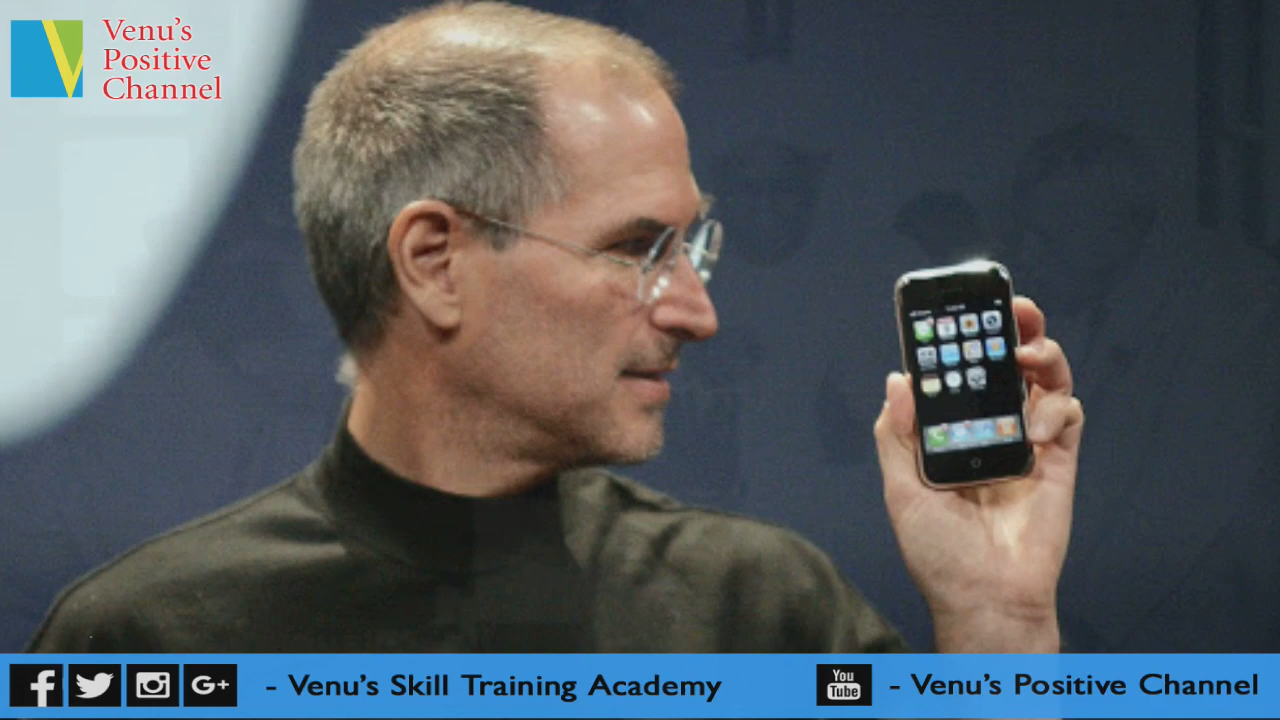 Venu's
Positive
Channel
f G+ - Venu's Skill Training Academy
You
Tube
- Venu's Positive Channel